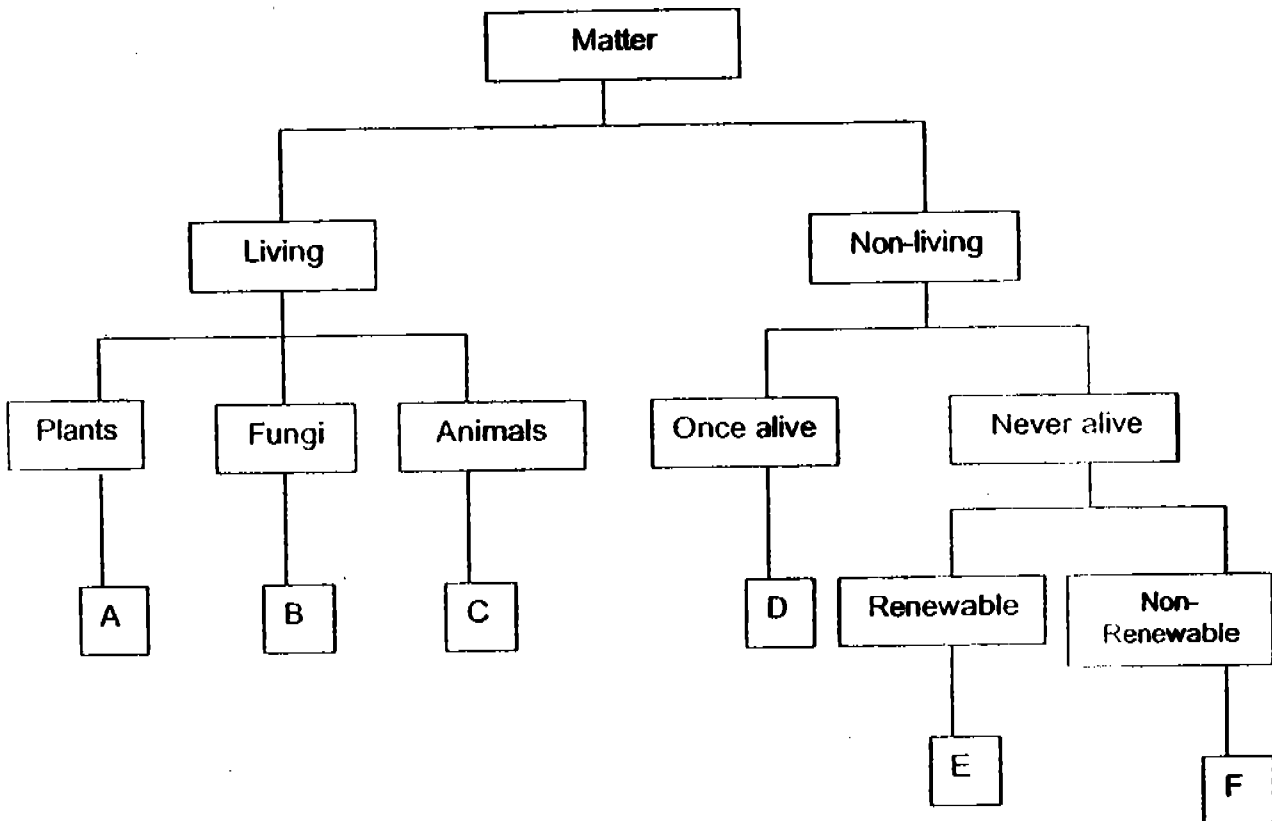 Matter
Living
Non-living
Plants
Fungi
Animals
Once alive
Never alive
A
B
C
D
Renewable
Non-
Renewable
E
F